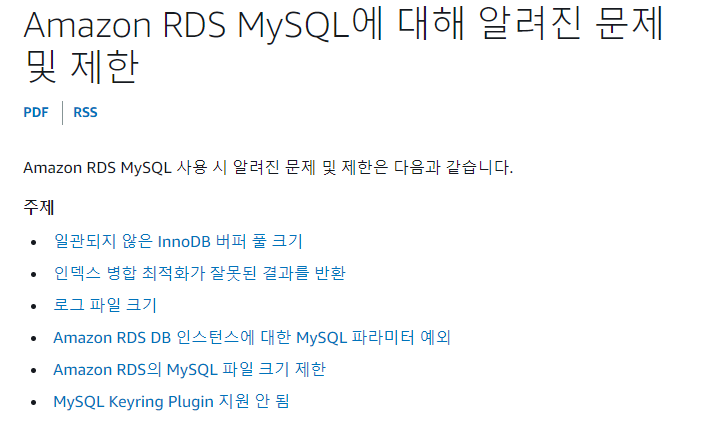 Amazon RDS MySQL에 대해 알려진 문제
및 제한
PDF RSS
Amazon RDS MySQL 사용 시 알려진 문제 및 제한은 다음과 같습니다.
주제
일관되지 않은 InnoDB 버퍼 풀 크기
인덱스 병합 최적화가 잘못된 결과를 반환
로그 파일 크기
Amazon RDS DB 인스턴스에 대한 MySQL 파라미터 예외
Amazon RDS의 MySQL 파일 크기 제한
MySQL Keyring Plugin 지원 안 됨